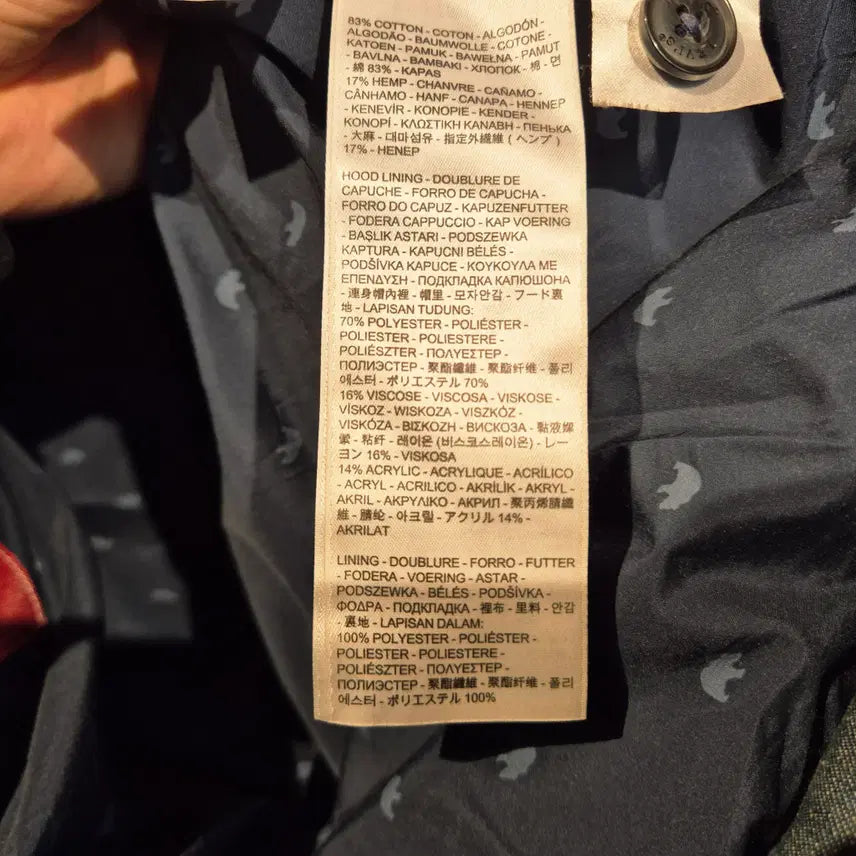 83% COTTON - COTON - ALGODÓN -
ALGODÃO - BAUMWOLLE - COTONE -
KATOEN - PAMUK - BAWEŁNA - PAMUT
- BAVLNA - BAMBAKI - ХЛОПОК - 棉 - 면
- 綿 83% - KAPAS
17% HEMP - CHANVRE - CAÑAMO -
CÂNHAMO - HANF - CANAPA - HENNEP
- KENEVİR - KONOPIE - KENDER -
KONOPÍ - ΚΛΩΣΤΙΚΗ ΚΑΝΑΒΗ - ПЕНЬКА
- 大麻 - 대마섬유 - 指定外繊維 (ヘンプ)
17% - HENEP
HOOD LINING - DOUBLURE DE
CAPUCHE - FORRO DE CAPUCHA -
FORRO DO CAPUZ - KAPUZENFUTTER
- FODERA CAPPUCCIO - KAP VOERING
- BAŞLIK ASTARI - PODSZEWKA
KAPTURA - KAPUCNI BÉLÉS -
PODŠÍVKA KAPUCE - ΚΟΥΚΟΥΛΑ ΜΕ
ΕΠΕΝΔΥΣΗ - ПОДКЛАДКА КАПЮШОНА
- 連身帽內裡 - 帽里 - 모자안감 - フード裏
地 - LAPISAN TUDUNG:
70% POLYESTER - POLIÉSTER -
POLIESTER - POLIESTERE -
POLIÉSZTER - ΠΟΛΥΕΣΤΕΡ -
ПОЛИЭСТЕР - 聚酯纖維 - 聚酯纤维 - 폴리
에스터 - ポリエステル 70%
16% VISCOSE - VISCOSA - VISKOSE -
VİSKOZ - WISKOZA - VISZKÓZ -
VISKÓZA - ΒΙΣΚΟΖΗ - ВИСКОЗА - 黏液嫘
縈 - 粘纤 - 레이온 (비스코스레이온) - レー
ヨン 16% - VISKOSA
14% ACRYLIC - ACRYLIQUE - ACRÍLICO
- ACRYL - ACRILICO - AKRİLİK - AKRYL -
AKRIL - ΑΚΡΥΛΙΚΟ - АКРИЛ - 聚丙烯腈纖
維 - 腈纶 - 아크릴 - アクリル 14% -
AKRILAT
LINING - DOUBLURE - FORRO - FUTTER
- FODERA - VOERING - ASTAR -
PODSZEWKA - BÉLÉS - PODŠÍVKA -
ΦΟΔΡΑ - ПОДКЛАДКА - 裡布 - 里料 - 안감
- 裏地 - LAPISAN DALAM:
100% POLYESTER - POLIÉSTER -
POLIESTER - POLIESTERE -
POLIÉSZTER - ΠΟΛΥΕΣΤΕΡ -
ПОЛИЭСТЕР - 聚酯纖維 - 聚酯纤维 - 폴리
에스터 - ポリエステル 100%